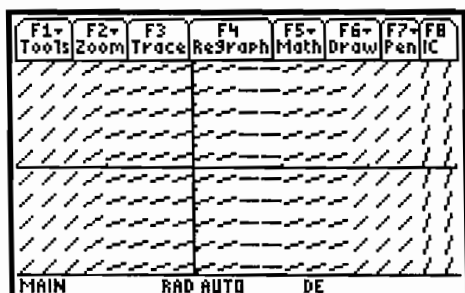 F1▾ F2▾ F3 F4 F5▾ F6▾ F7▾ F8
Tools Zoom Trace ReGraph Math Draw Pen IC
MAIN RAD AUTO DE